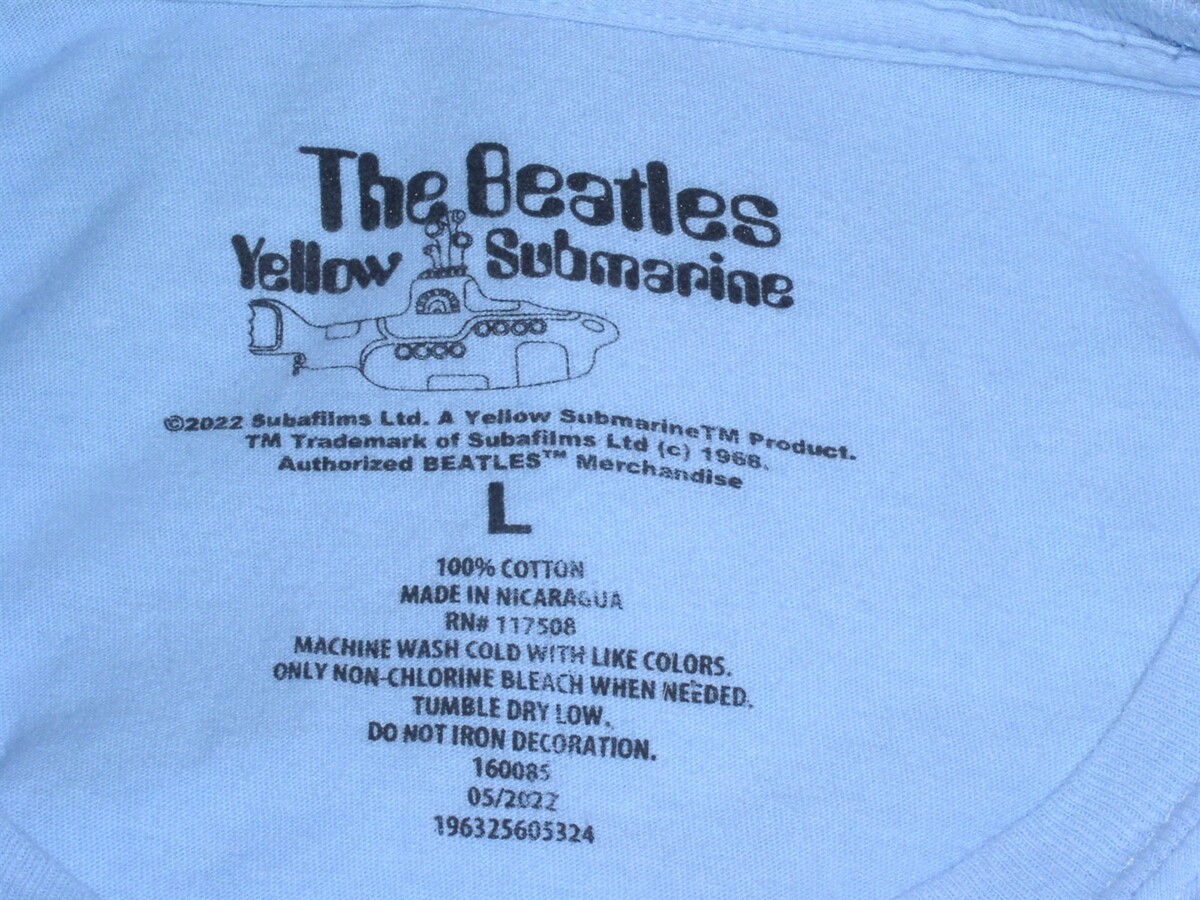 The Beatles
Yellow Submarine
©2022 Subafilms Ltd. A Yellow Submarine™ Product.
TM Trademark of Subafilms Ltd (c) 1968.
Authorized BEATLES™ Merchandise
L
100% COTTON
MADE IN NICARAGUA
RN# 117508
MACHINE WASH COLD WITH LIKE COLORS.
ONLY NON-CHLORINE BLEACH WHEN NEEDED.
TUMBLE DRY LOW.
DO NOT IRON DECORATION.
160085
05/2022
196325605324